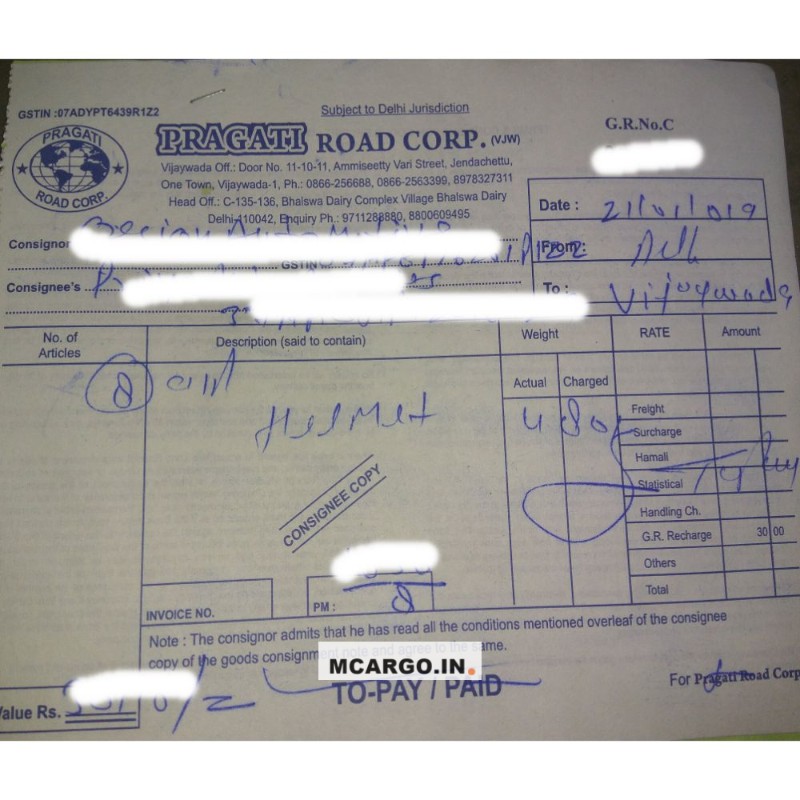 GSTIN :07ADYPT6439R1Z2
Subject to Delhi Jurisdiction
G.R.No.C
PRAGATI
ROAD CORP.
PRAGATI ROAD CORP. (VJW)
Vijaywada Off.: Door No. 11-10-11, Ammiseetty Vari Street, Jendachettu,
One Town, Vijaywada-1, Ph.: 0866-256688, 0866-2563399, 8978327311
Head Off.: C-135-136, Bhalswa Dairy Complex Village Bhalswa Dairy
Delhi-110042, Enquiry Ph.: 9711288880, 8800609495
Date : 21/01/019
Consignor
From:
GSTIN
Consignee's
To : Vijaywada
No. of Articles
Description (said to contain)
Weight
RATE
Amount
Actual
Charged
8
Helmet
Freight
Surcharge
Hamali
Statistical
Handling Ch.
G.R. Recharge 30 00
Others
Total
CONSIGNEE COPY
INVOICE NO.
PM :
8
Note : The consignor admits that he has read all the conditions mentioned overleaf of the consignee
copy of the goods consignment note and agree to the same.
MCARGO.IN.
TO-PAY / PAID
For Pragati Road Corp
Value Rs.